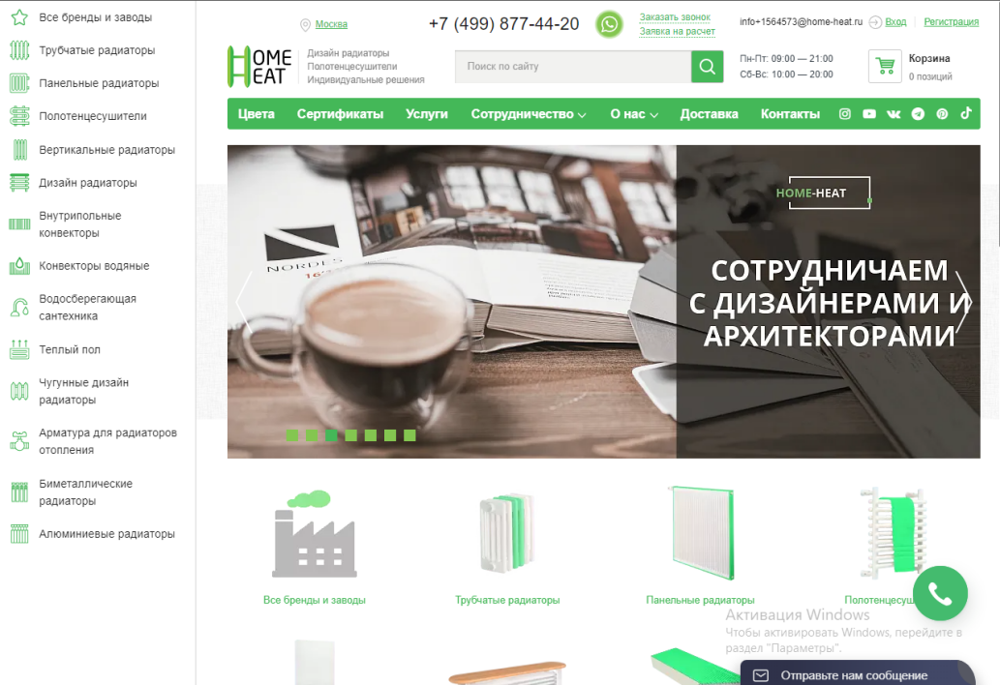 Все бренды и заводы
Трубчатые радиаторы
Панельные радиаторы
Полотенцесушители
Вертикальные радиаторы
Дизайн радиаторы
Внутрипольные
конвекторы
Конвекторы водяные
Водосберегающая
сантехника
Теплый пол
Чугунные дизайн
радиаторы
Арматура для радиаторов
отопления
Биметаллические
радиаторы
Алюминиевые радиаторы
Москва
+7 (499) 877-44-20
Заказать звонок
Заявка на расчет
info+1564573@home-heat.ru
Вход
Регистрация
HOME
HEAT
Дизайн радиаторы
Полотенцесушители
Индивидуальные решения
Поиск по сайту
Пн-Пт: 09:00 — 21:00
Сб-Вс: 10:00 — 20:00
Корзина
0 позиций
Цвета Сертификаты Услуги Сотрудничество О нас Доставка Контакты
NORDES
HOME-HEAT
СОТРУДНИЧАЕМ
С ДИЗАЙНЕРАМИ И
АРХИТЕКТОРАМИ
Все бренды и заводы
Трубчатые радиаторы
Панельные радиаторы
Активация Windows
Чтобы активировать Windows, перейдите в
раздел "Параметры".
Отправьте нам сообщение